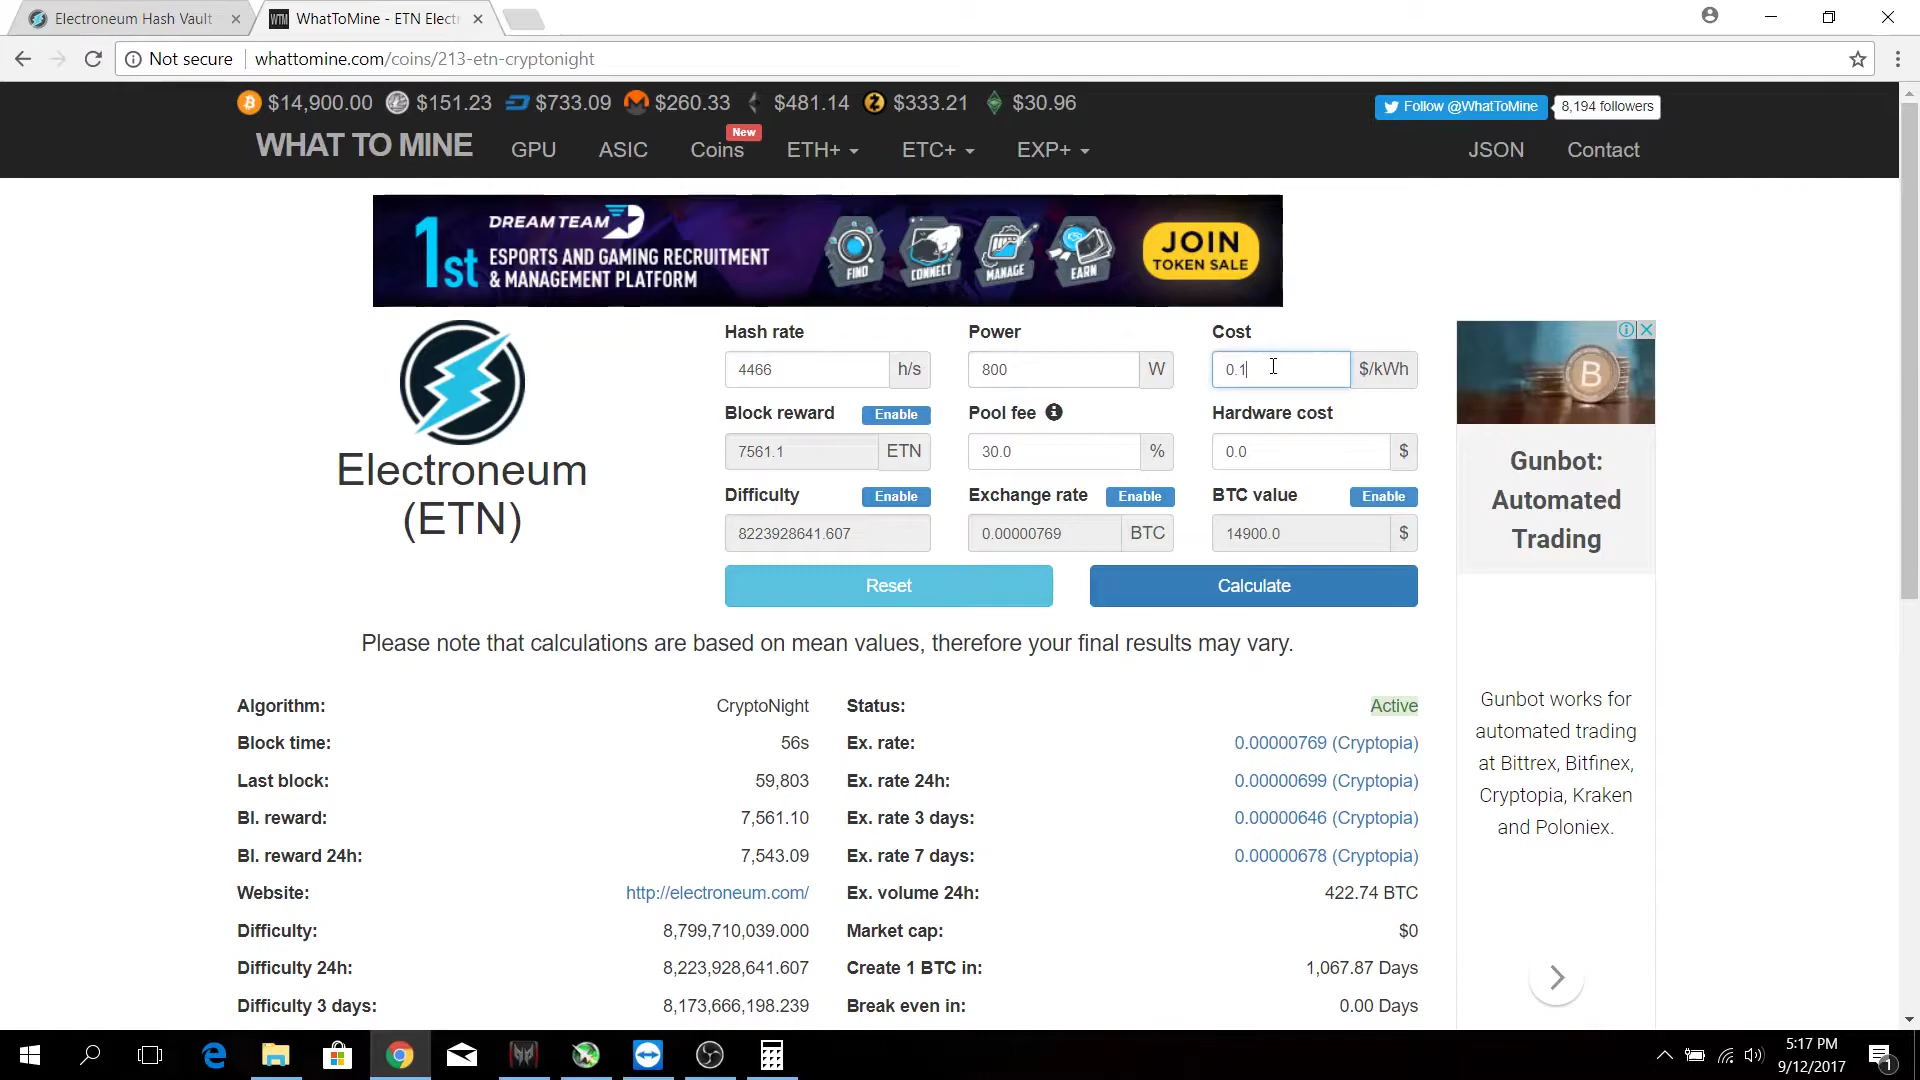 Electroneum Hash Vault
WhatToMine - ETN Elect
Not secure whattomine.com/coins/213-etn-cryptonight
$14,900.00 $151.23 $733.09 $260.33 $481.14 $333.21 $30.96
Follow @WhatToMine 8,194 followers
WHAT TO MINE GPU ASIC Coins New ETH+ ETC+ EXP+ JSON Contact
1st DREAMTEAM
ESPORTS AND GAMING RECRUITMENT
& MANAGEMENT PLATFORM
FIND CONNECT MANAGE EARN
JOIN
TOKEN SALE
Electroneum
(ETN)
Hash rate Power Cost
4466 h/s 800 W 0.1 $/kWh
Block reward Enable Pool fee Hardware cost
7561.1 ETN 30.0 % 0.0 $
Difficulty Enable Exchange rate Enable BTC value Enable
8223928641.607 0.00000769 BTC 14900.0 $
Reset Calculate
Please note that calculations are based on mean values, therefore your final results may vary.
Algorithm: CryptoNight Status: Active
Block time: 56s Ex. rate: 0.00000769 (Cryptopia)
Last block: 59,803 Ex. rate 24h: 0.00000699 (Cryptopia)
Bl. reward: 7,561.10 Ex. rate 3 days: 0.00000646 (Cryptopia)
Bl. reward 24h: 7,543.09 Ex. rate 7 days: 0.00000678 (Cryptopia)
Website: http://electroneum.com/ Ex. volume 24h: 422.74 BTC
Difficulty: 8,799,710,039.000 Market cap: $0
Difficulty 24h: 8,223,928,641.607 Create 1 BTC in: 1,067.87 Days
Difficulty 3 days: 8,173,666,198.239 Break even in: 0.00 Days
Gunbot:
Automated
Trading
Gunbot works for
automated trading
at Bittrex, Bitfinex,
Cryptopia, Kraken
and Poloniex.
5:17 PM
9/12/2017
1